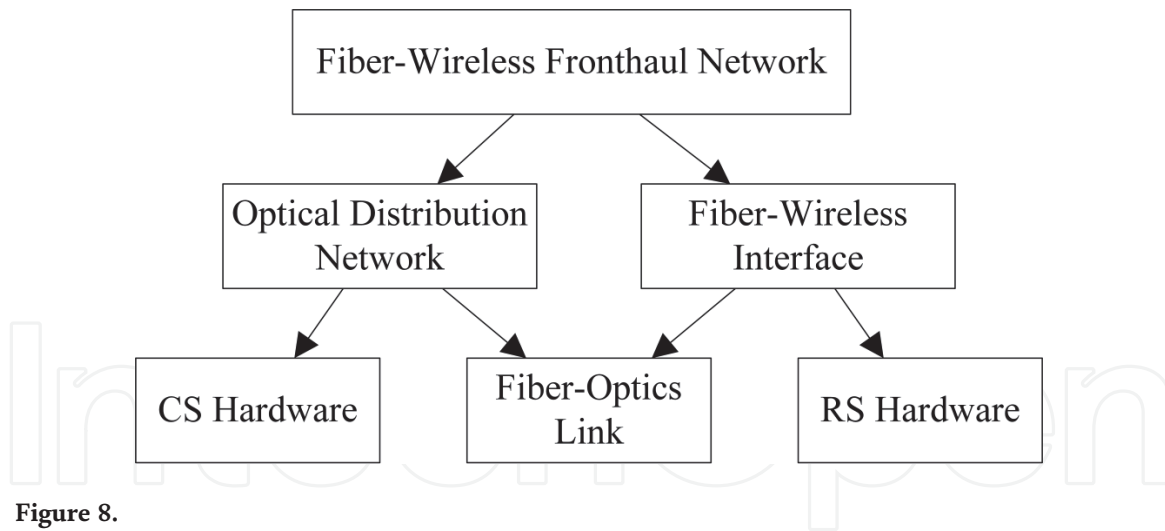 Fiber-Wireless Fronthaul Network
Optical Distribution
Network
Fiber-Wireless
Interface
CS Hardware
Fiber-Optics
Link
RS Hardware
IntechOpen
Figure 8.